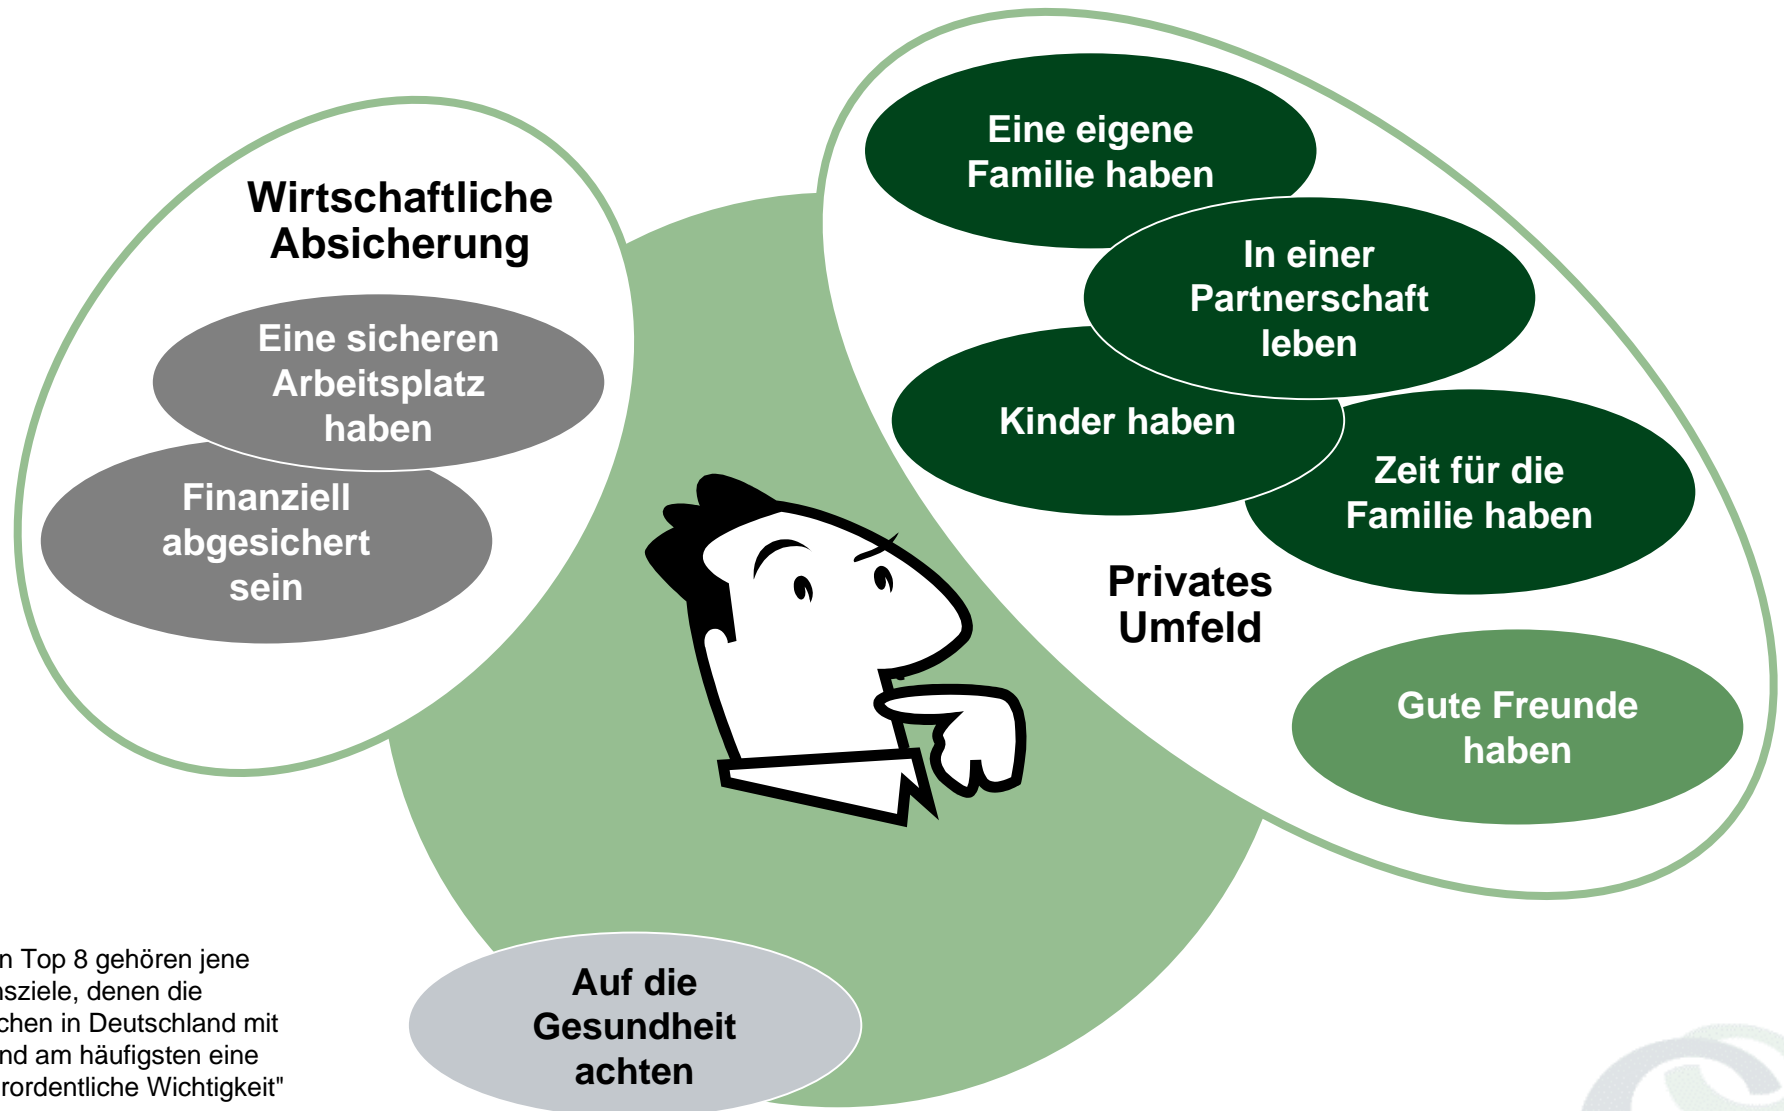 Wirtschaftliche
Absicherung
Eine sicheren
Arbeitsplatz
haben
Finanziell
abgesichert
sein
Eine eigene
Familie haben
In einer
Partnerschaft
leben
Kinder haben
Zeit für die
Familie haben
Privates
Umfeld
Gute Freunde
haben
Auf die
Gesundheit
achten
n Top 8 gehören jene
nsziele, denen die
chen in Deutschland mit
nd am häufigsten eine
rordentliche Wichtigkeit"